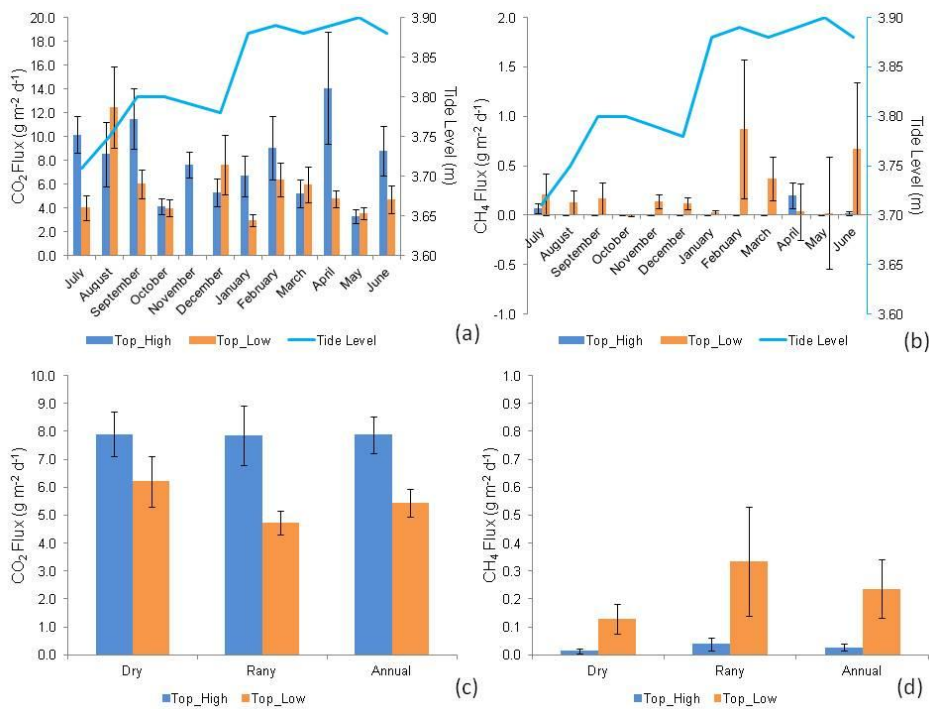 CO2 Flux (g m-2 d-1)
20.0
18.0
16.0
14.0
12.0
10.0
8.0
6.0
4.0
2.0
0.0
3.90
3.85
3.80
3.75
3.70
3.65
3.60
Tide Level (m)
July
August
September
October
November
December
January
February
March
April
May
June
Top_High
Top_Low
Tide Level
(a)
CH4 Flux (g m-2 d-1)
2.0
1.5
1.0
0.5
0.0
-0.5
-1.0
3.90
3.85
3.80
3.75
3.70
3.65
3.60
Tide Level (m)
July
August
September
October
November
December
January
February
March
April
May
June
Top_High
Top_Low
Tide Level
(b)
CO2 Flux (g m-2 d-1)
10.0
9.0
8.0
7.0
6.0
5.0
4.0
3.0
2.0
1.0
0.0
Dry
Rany
Annual
Top_High
Top_Low
(c)
CH4 Flux (g m-2 d-1)
1.0
0.9
0.8
0.7
0.6
0.5
0.4
0.3
0.2
0.1
0.0
Dry
Rany
Annual
Top_High
Top_Low
(d)